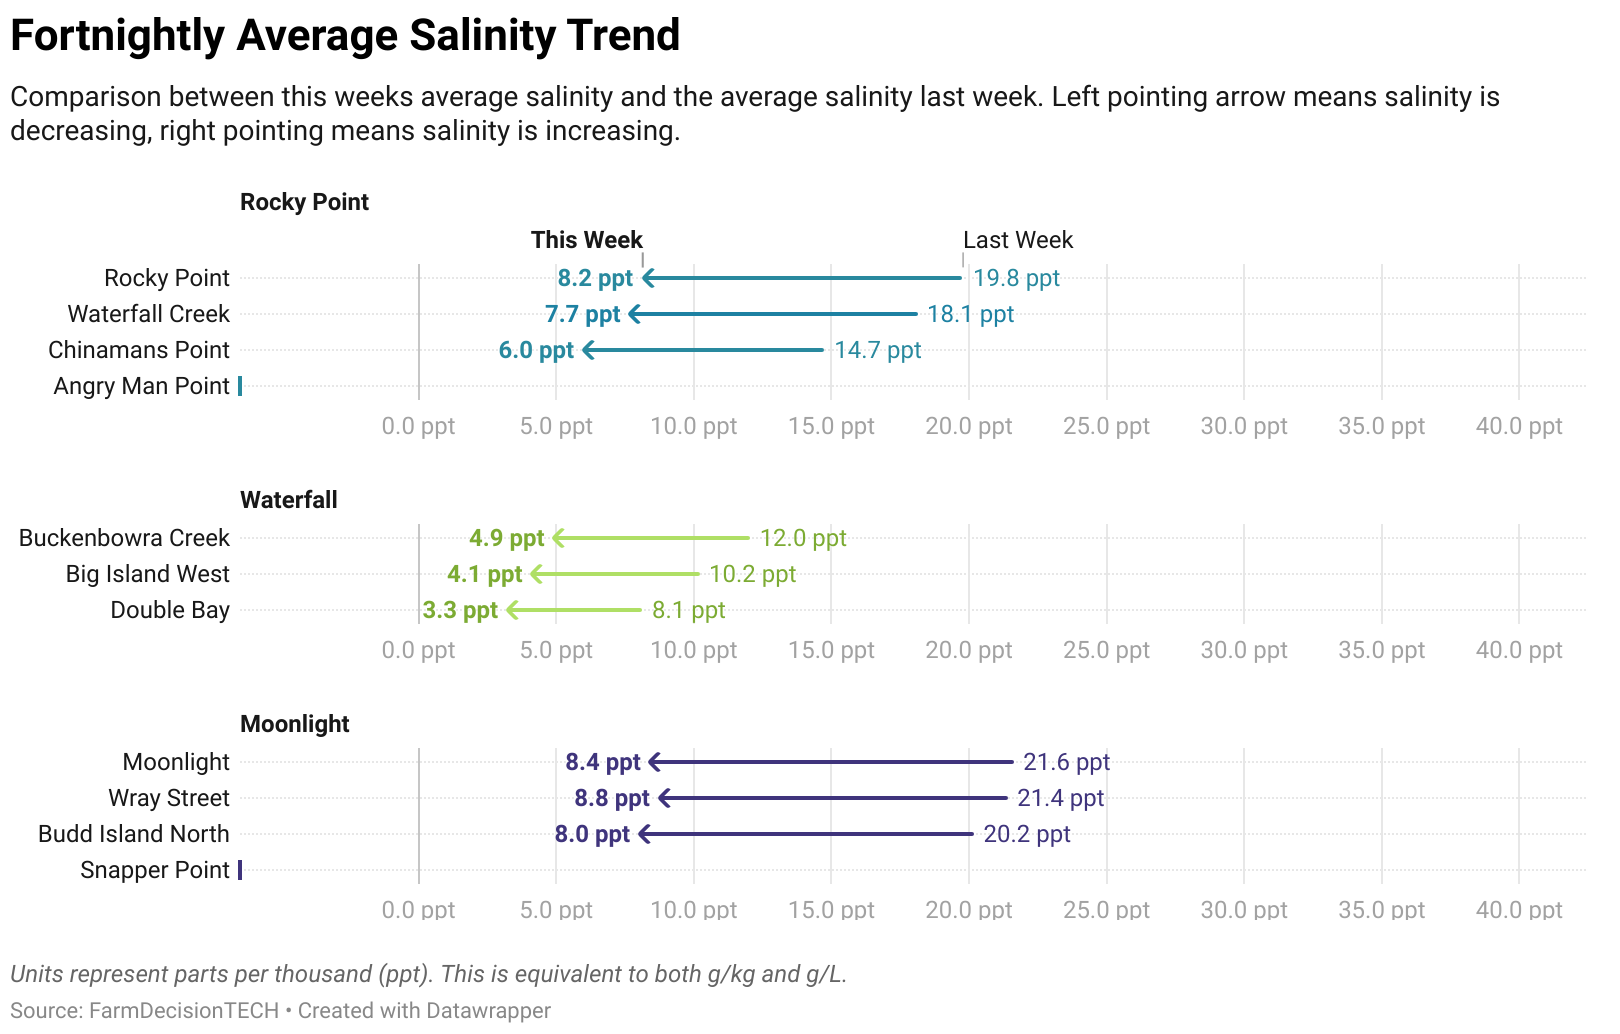 Fortnightly Average Salinity Trend
Comparison between this weeks average salinity and the average salinity last week. Left pointing arrow means salinity is
decreasing, right pointing means salinity is increasing.
Rocky Point
This Week Last Week
Rocky Point 8.2 ppt 19.8 ppt
Waterfall Creek 7.7 ppt 18.1 ppt
Chinamans Point 6.0 ppt 14.7 ppt
Angry Man Point
0.0 ppt 5.0 ppt 10.0 ppt 15.0 ppt 20.0 ppt 25.0 ppt 30.0 ppt 35.0 ppt 40.0 ppt
Waterfall
Buckenbowra Creek 4.9 ppt 12.0 ppt
Big Island West 4.1 ppt 10.2 ppt
Double Bay 3.3 ppt 8.1 ppt
0.0 ppt 5.0 ppt 10.0 ppt 15.0 ppt 20.0 ppt 25.0 ppt 30.0 ppt 35.0 ppt 40.0 ppt
Moonlight
Moonlight 8.4 ppt 21.6 ppt
Wray Street 8.8 ppt 21.4 ppt
Budd Island North 8.0 ppt 20.2 ppt
Snapper Point
0.0 ppt 5.0 ppt 10.0 ppt 15.0 ppt 20.0 ppt 25.0 ppt 30.0 ppt 35.0 ppt 40.0 ppt
Units represent parts per thousand (ppt). This is equivalent to both g/kg and g/L.
Source: FarmDecisionTECH • Created with Datawrapper